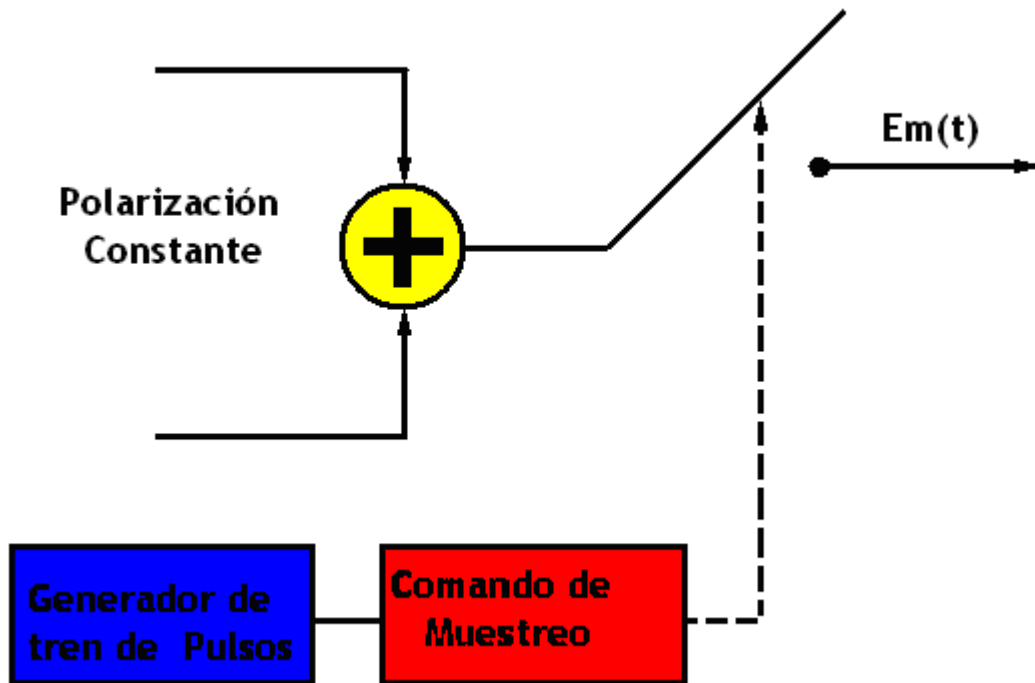 Em(t)
Polarización
Constante
Generador de
tren de Pulsos
Comando de
Muestreo